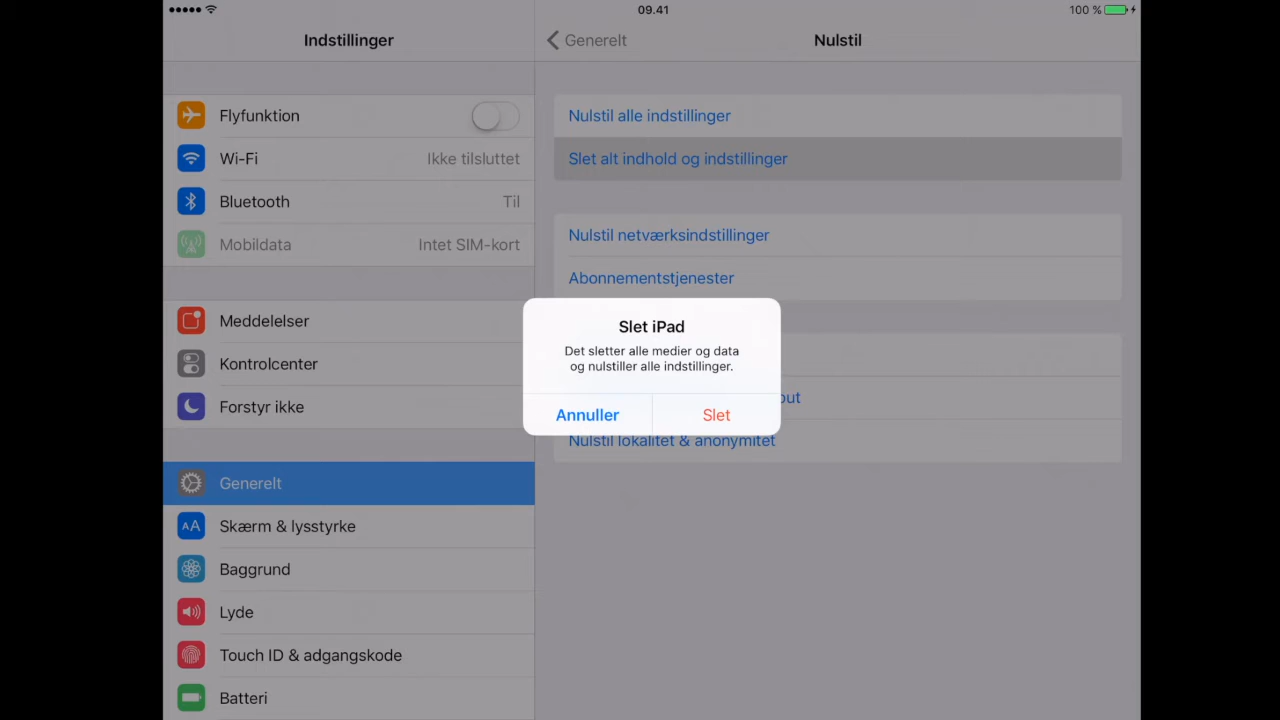 09.41
100 %
Indstillinger
Flyfunktion
Wi-Fi Ikke tilsluttet
Bluetooth Til
Mobildata Intet SIM-kort
Meddelelser
Kontrolcenter
Forstyr ikke
Generelt
Skærm & lysstyrke
Baggrund
Lyde
Touch ID & adgangskode
Batteri
Generelt
Nulstil
Nulstil alle indstillinger
Slet alt indhold og indstillinger
Nulstil netværksindstillinger
Abonnementstjenester
Nulstil lokalitet & anonymitet
Slet iPad
Det sletter alle medier og data
og nulstiller alle indstillinger.
Annuller
Slet